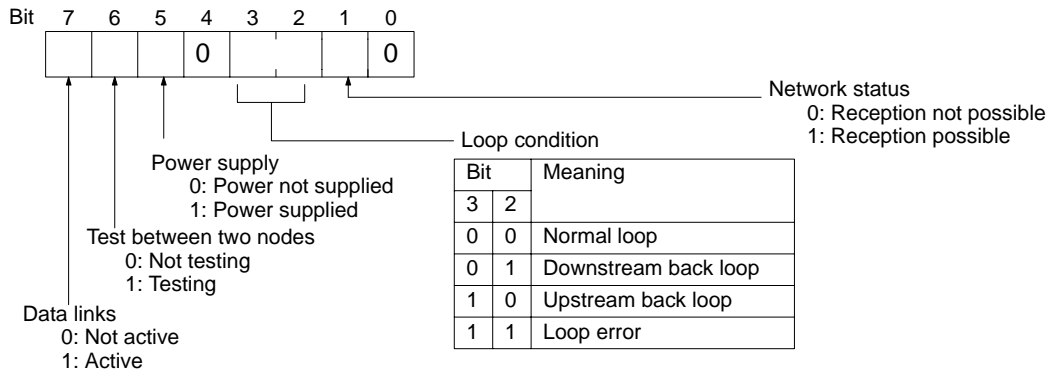 Bit 7 6 5 4 3 2 1 0
0 0
Network status
0: Reception not possible
1: Reception possible
Loop condition
Bit Meaning
3 2
0 0 Normal loop
0 1 Downstream back loop
1 0 Upstream back loop
1 1 Loop error
Power supply
0: Power not supplied
1: Power supplied
Test between two nodes
0: Not testing
1: Testing
Data links
0: Not active
1: Active